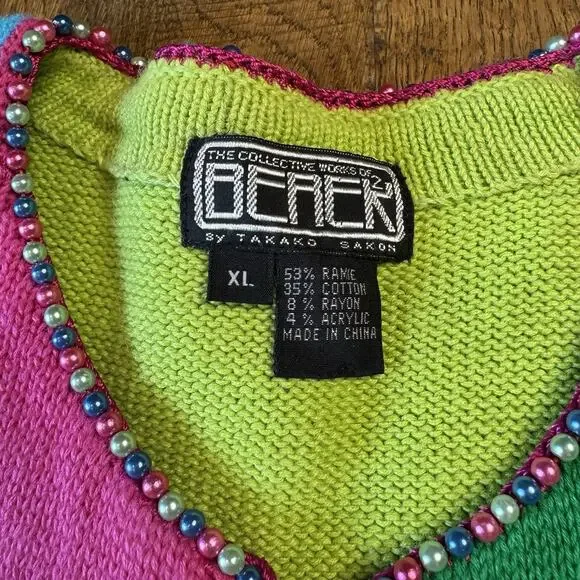 THE COLLECTIVE WORKS OF
BEREK 2
By TAKAKO SAKON
XL
53% RAMIE
35% COTTON
8% RAYON
4% ACRYLIC
MADE IN CHINA